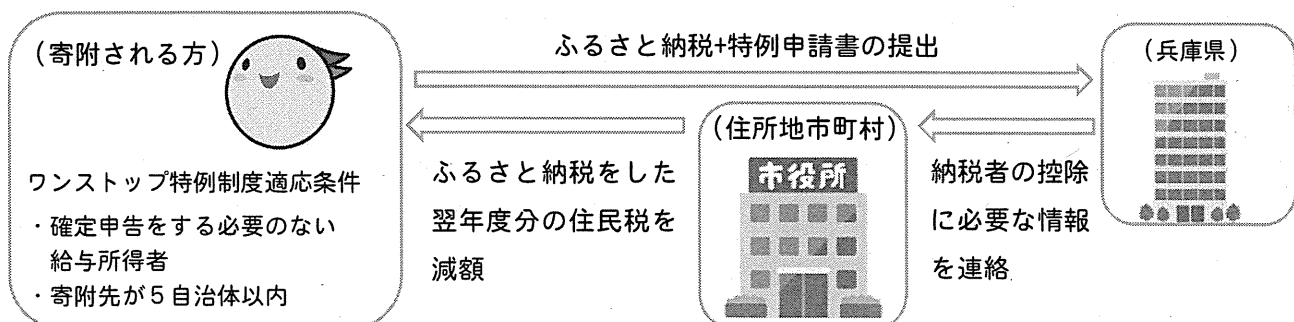 (寄附される方)
ワンストップ特例制度適応条件
・確定申告をする必要のない
給与所得者
・寄附先が5自治体以内
ふるさと納税+特例申請書の提出
(兵庫県)
(住所地市町村)
市役所
ふるさと納税をした
翌年度分の住民税を
減額
納税者の控除
に必要な情報
を連絡